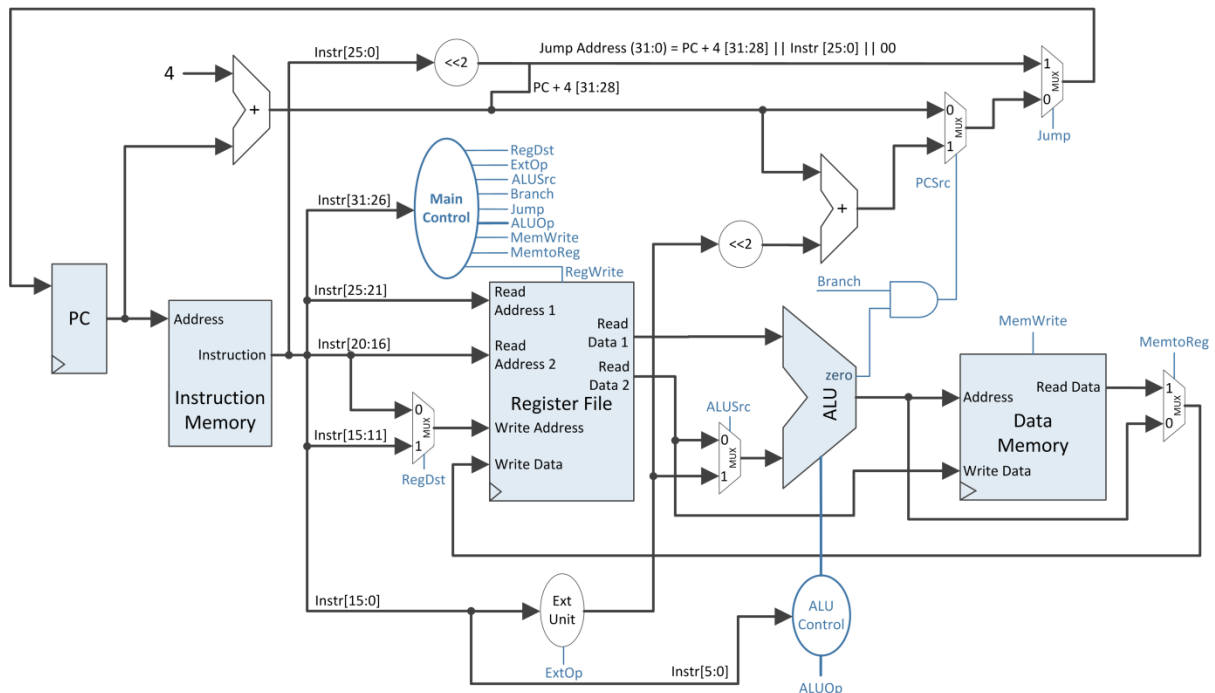 Instr[25:0]
<<2
Jump Address (31:0) = PC + 4 [31:28] || Instr [25:0] || 00
PC + 4 [31:28]
4
+
1
MUX
0
Jump
0
MUX
1
PCSrc
RegDst
ExtOp
ALUSrc
Branch
Jump
ALUOp
MemWrite
MemtoReg
RegWrite
Main
Control
Instr[31:26]
+
<<2
PC
Address
Instruction
Instruction
Memory
Instr[25:21]
Instr[20:16]
Instr[15:11]
0
MUX
1
RegDst
Read
Address 1
Read
Address 2
Read
Data 1
Read
Data 2
Register File
Write Address
Write Data
ALUSrc
0
MUX
1
Branch
zero
ALU
MemWrite
Address
Read Data
Data
Memory
Write Data
MemtoReg
1
MUX
0
Instr[15:0]
Ext
Unit
ExtOp
Instr[5:0]
ALU
Control
ALUOp